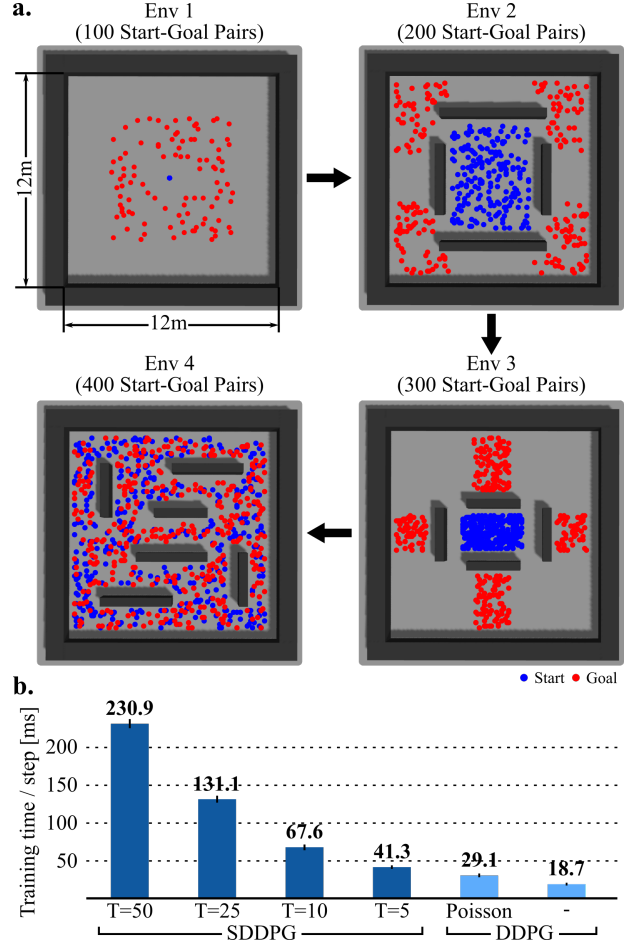 a.
Env 1
(100 Start-Goal Pairs)
Env 2
(200 Start-Goal Pairs)
12m
12m
Env 4
(400 Start-Goal Pairs)
Env 3
(300 Start-Goal Pairs)
Start Goal
b.
Training time / step [ms]
200
150
100
50
230.9
131.1
67.6
41.3
29.1
18.7
T=50 T=25 T=10 T=5 Poisson -
SDDPG DDPG